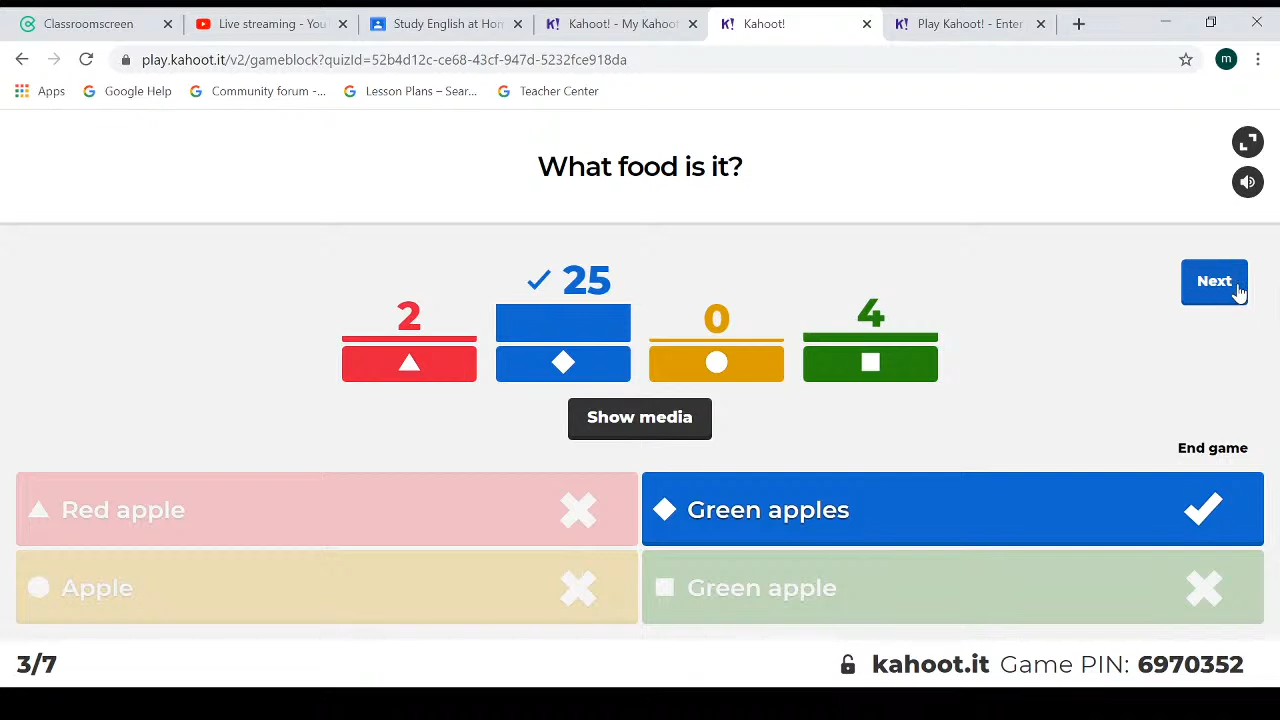 Classroomscreen
Live streaming - You
Study English at Hon
Kahoot! - My Kahoot
Kahoot!
Play Kahoot! - Enter
play.kahoot.it/v2/gameblock?quizId=52b4d12c-ce68-43cf-947d-5232fce918da
m
Apps
Google Help
Community forum -...
Lesson Plans – Sear...
Teacher Center
What food is it?
Next
2
25
0
4
Show media
End game
Red apple
Green apples
Apple
Green apple
3/7
kahoot.it Game PIN: 6970352